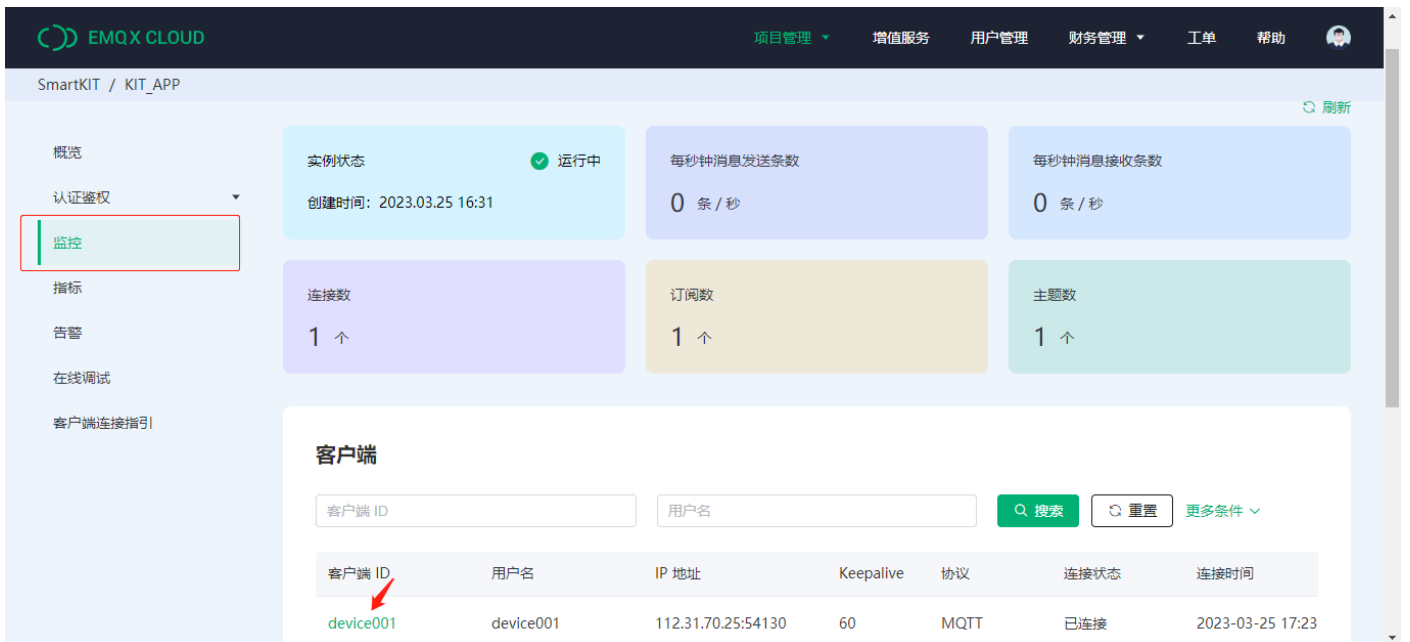 EMQX CLOUD 项目管理 增值服务 用户管理 财务管理 工单 帮助
SmartKIT / KIT_APP
刷新
概览
认证鉴权
监控
指标
告警
在线调试
客户端连接指引
实例状态 运行中
创建时间：2023.03.25 16:31
每秒钟消息发送条数
0 条 / 秒
每秒钟消息接收条数
0 条 / 秒
连接数
1 个
订阅数
1 个
主题数
1 个
客户端
客户端 ID 用户名 搜索 重置 更多条件
客户端 ID 用户名 IP 地址 Keepalive 协议 连接状态 连接时间
device001 device001 112.31.70.25:54130 60 MQTT 已连接 2023-03-25 17:23